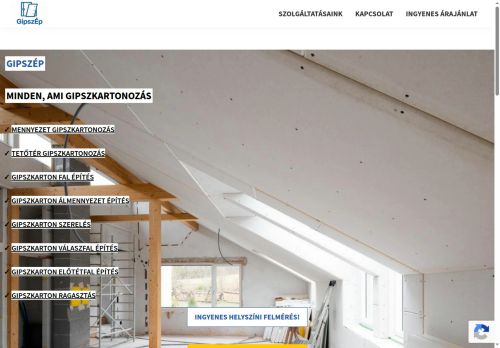 GipszÉp
SZOLGÁLTATÁSAINK KAPCSOLAT INGYENES ÁRAJÁNLAT
GIPSZÉP
MINDEN, AMI GIPSZKARTONOZÁS
✓ MENNYEZET GIPSZKARTONOZÁS
✓ TETŐTÉR GIPSZKARTONOZÁS
✓ GIPSZKARTON FAL ÉPÍTÉS
✓ GIPSZKARTON ÁLMENNYEZET ÉPÍTÉS
✓ GIPSZKARTON SZERELÉS
✓ GIPSZKARTON VÁLASZFAL ÉPÍTÉS
✓ GIPSZKARTON ELŐTÉTFAL ÉPÍTÉS
✓ GIPSZKARTON RAGASZTÁS
INGYENES HELYSZÍNI FELMÉRÉS!